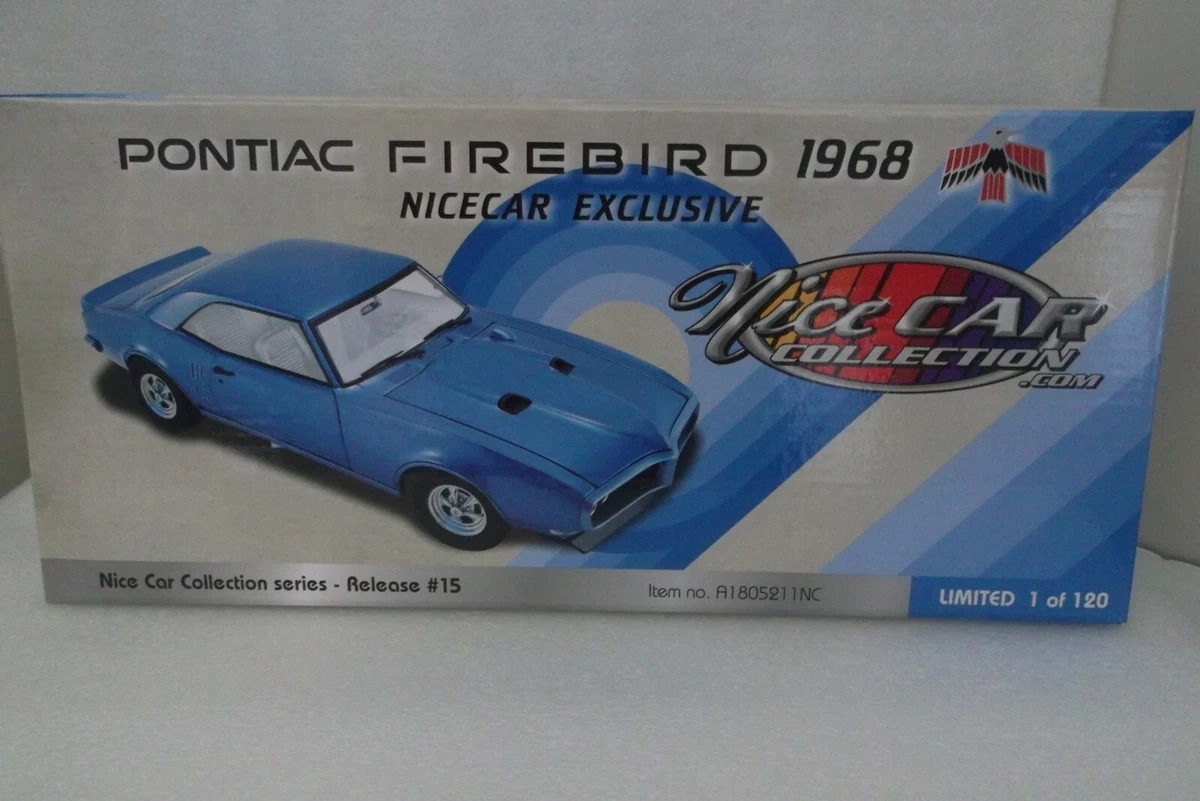 PONTIAC FIREBIRD 1968
NICECAR EXCLUSIVE
Nice CAR
COLLECTION
.COM
Nice Car Collection series - Release #15
Item no. A1805211NC
LIMITED 1 of 120